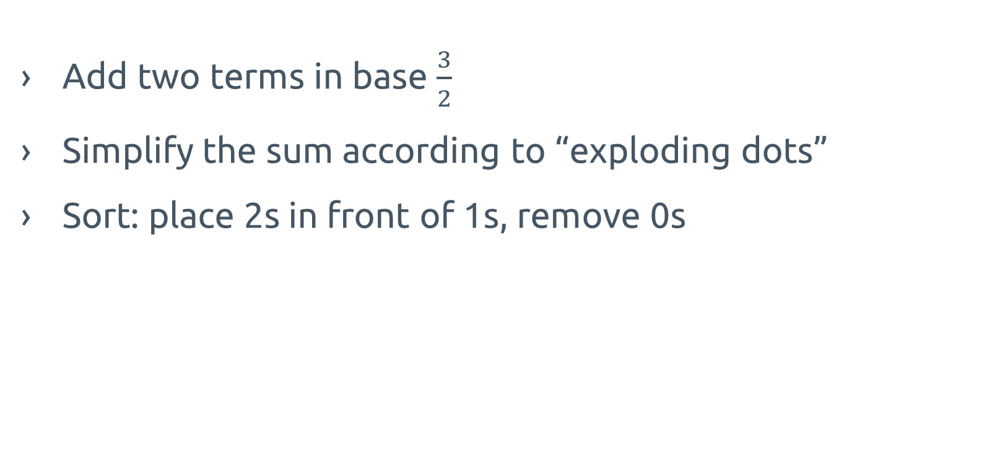 › Add two terms in base 3/2
› Simplify the sum according to “exploding dots”
› Sort: place 2s in front of 1s, remove 0s